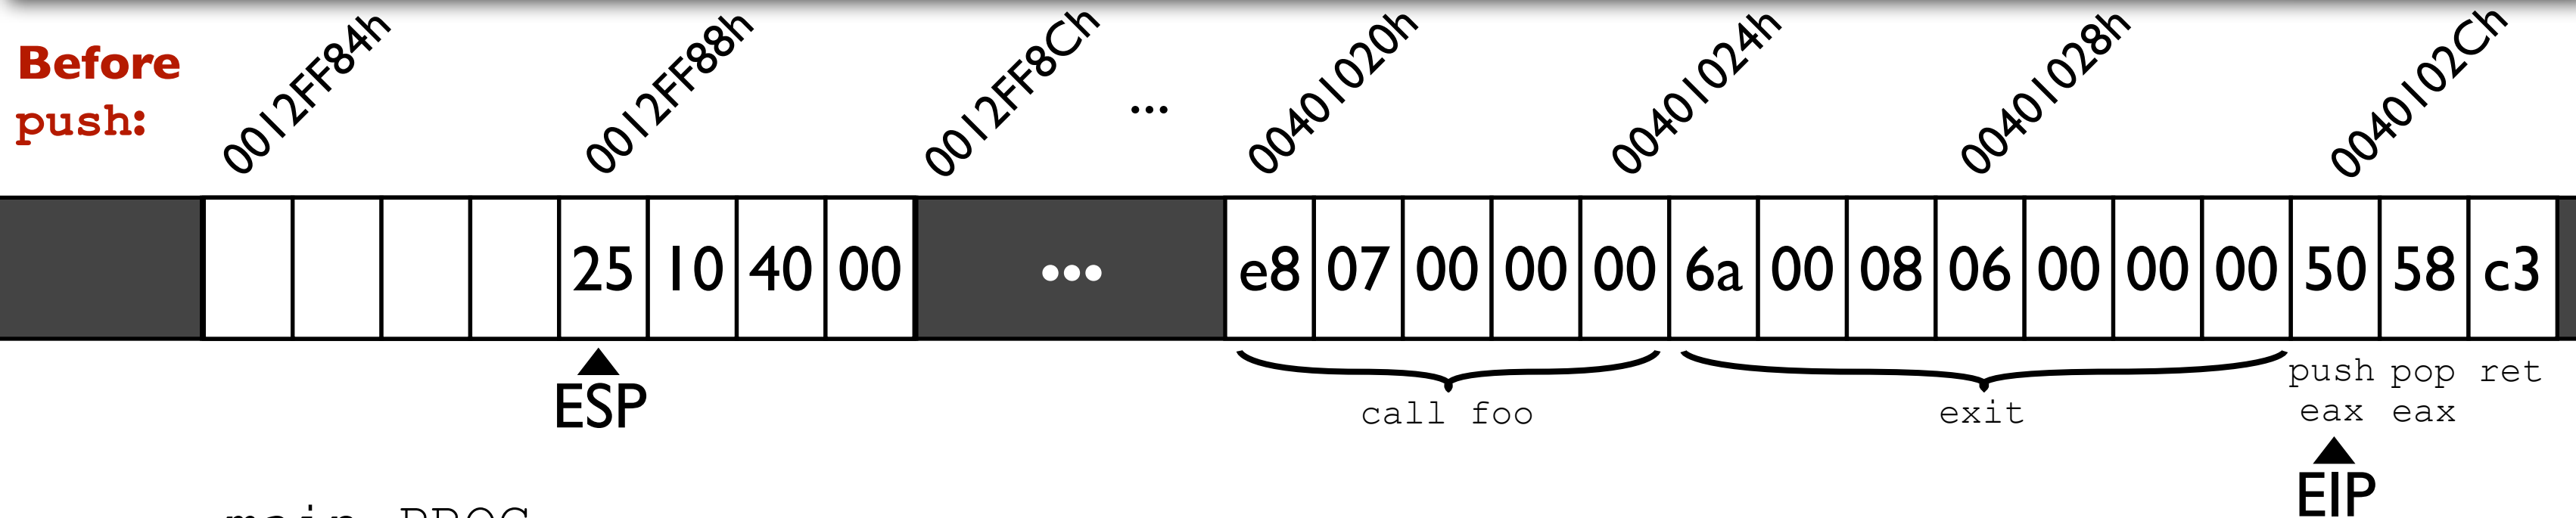 Before
push:
0012FF84h 0012FF88h 0012FF8Ch ... 00401020h 00401024h 00401028h 0040102Ch
25 10 40 00 ... e8 07 00 00 00 6a 00 08 06 00 00 00 50 58 c3
ESP
call foo
exit
push
eax
pop
eax
ret
EIP
main PROC